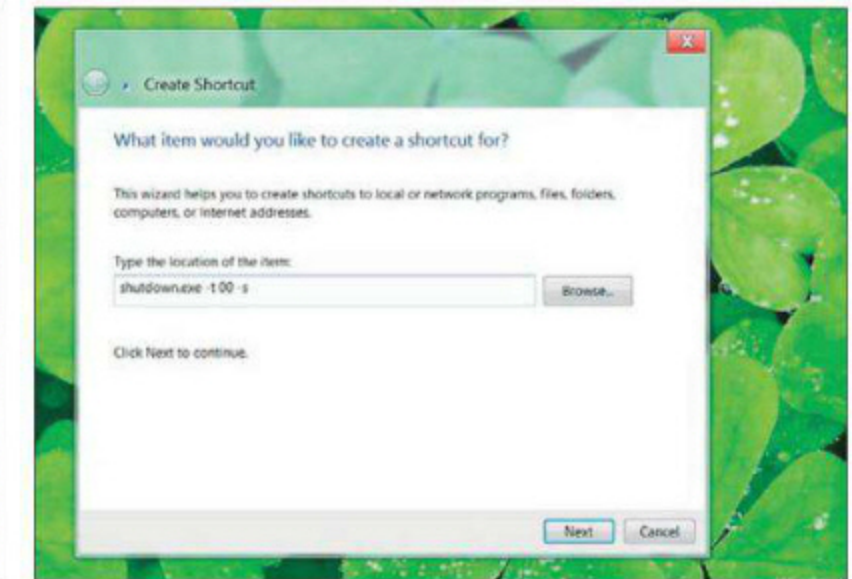 X
Create Shortcut
What item would you like to create a shortcut for?
This wizard helps you to create shortcuts to local or network programs, files, folders,
computers, or Internet addresses.
Type the location of the item:
shutdown.exe -t 00 -s
Browse...
Click Next to continue.
Next Cancel